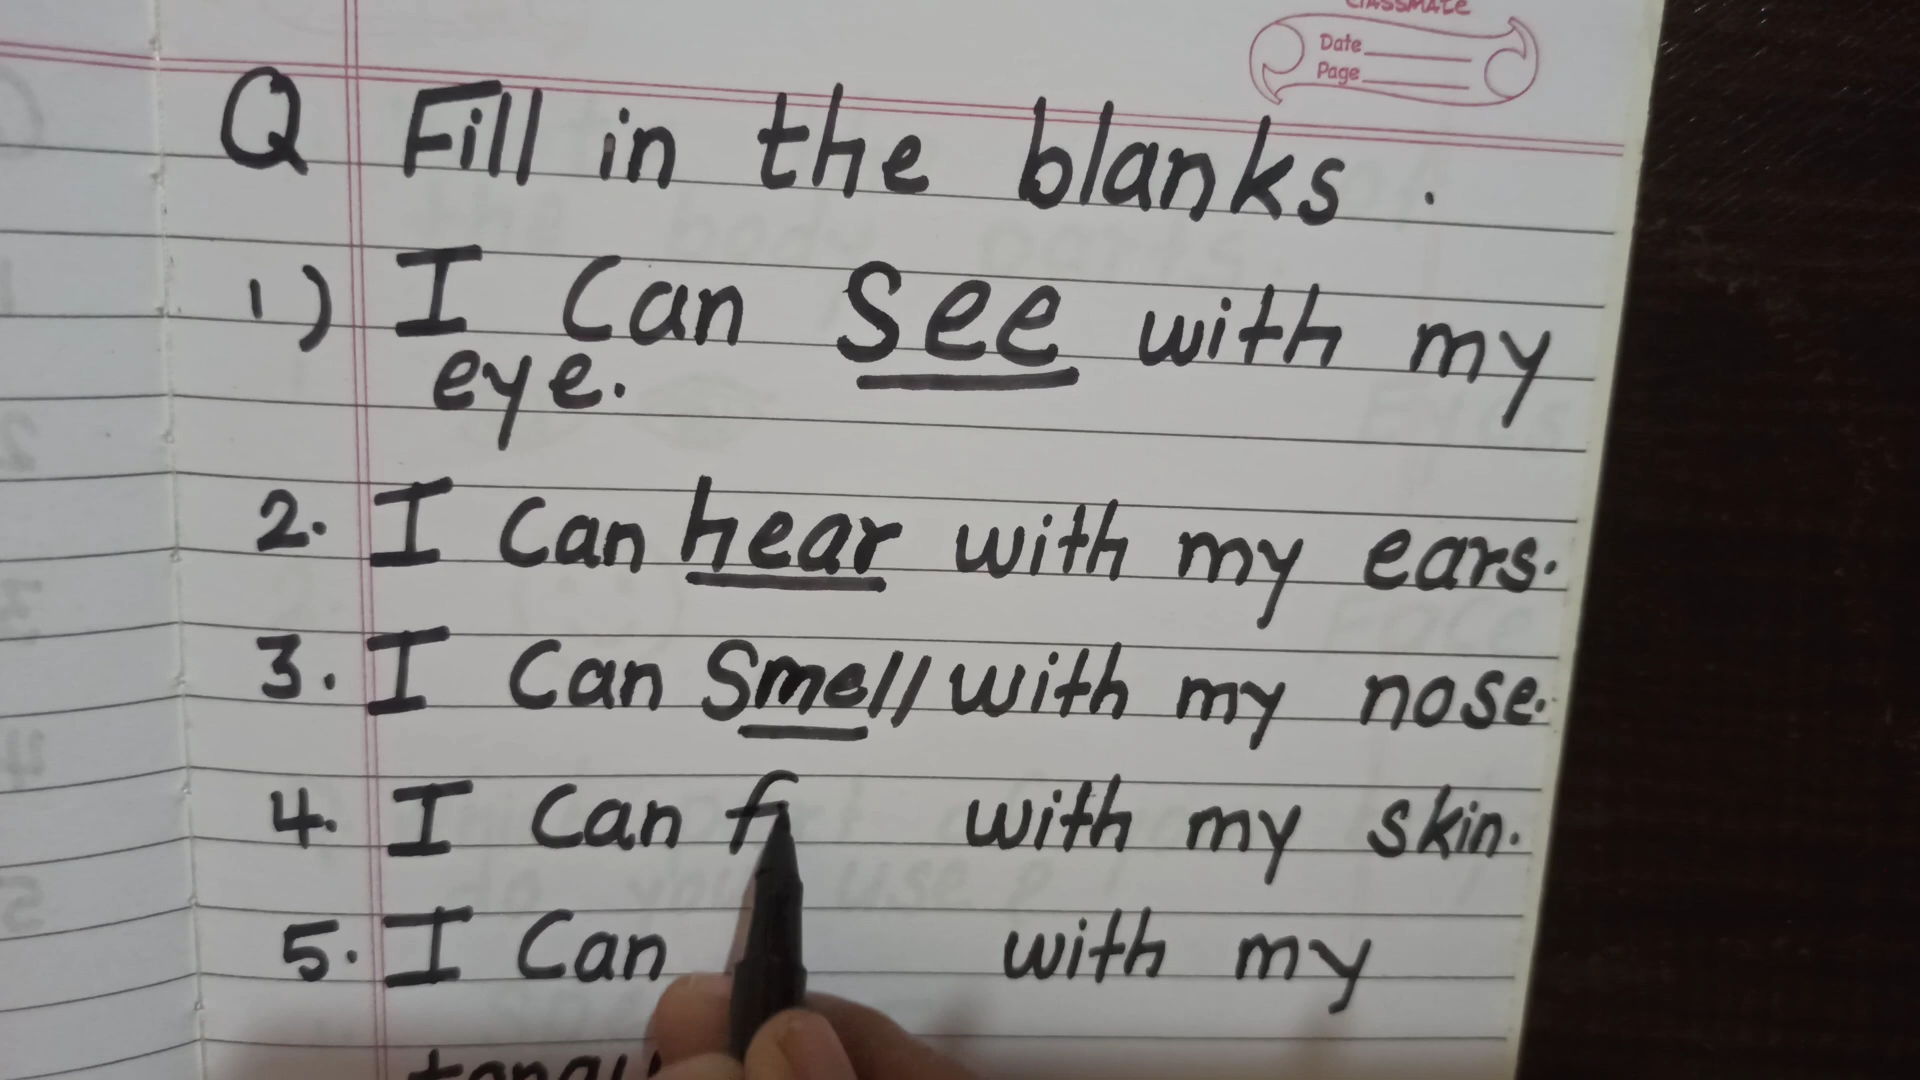 CLASSMATE
Date
Page
Q Fill in the blanks.
1) I Can See with my
eye.
2. I Can hear with my ears.
3. I Can Smell with my nose.
4. I Can f with my skin.
5. I Can with my